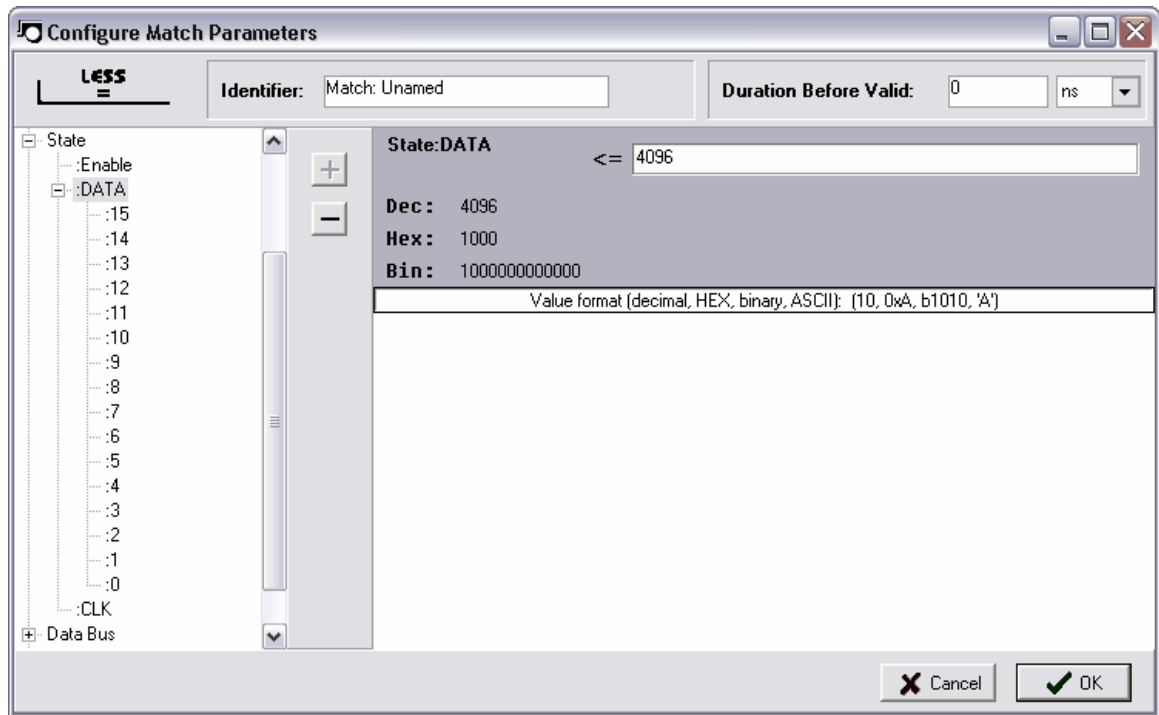 Configure Match Parameters
LESS
=
Identifier: Match: Unamed
Duration Before Valid: 0 ns
State
:Enable
:DATA
:15
:14
:13
:12
:11
:10
:9
:8
:7
:6
:5
:4
:3
:2
:1
:0
:CLK
Data Bus
State:DATA <= 4096
Dec: 4096
Hex: 1000
Bin: 1000000000000
Value format (decimal, HEX, binary, ASCII): (10, 0xA, b1010, 'A')
Cancel
OK